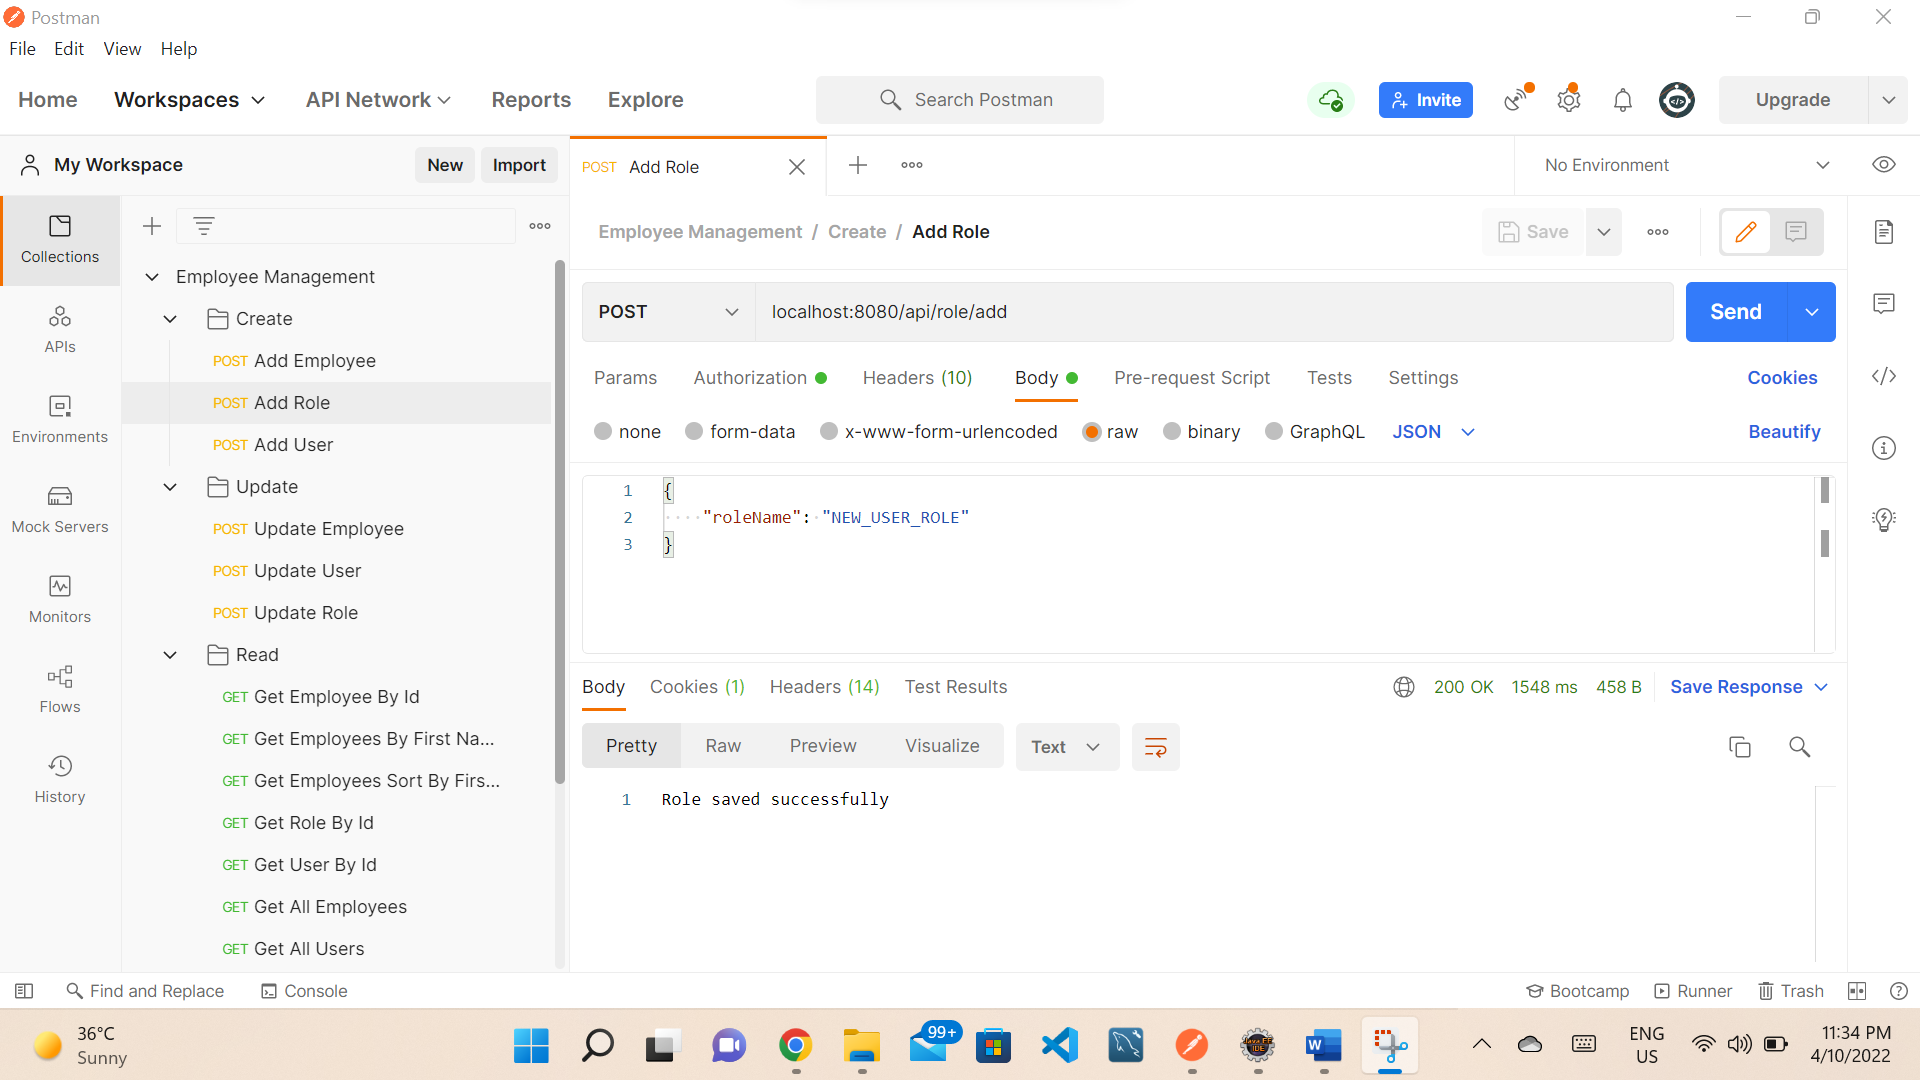 Postman
File Edit View Help
Home Workspaces API Network Reports Explore Search Postman Invite Upgrade
My Workspace New Import POST Add Role No Environment
Collections
APIs
Environments
Mock Servers
Monitors
Flows
History
Employee Management
Create
POST Add Employee
POST Add Role
POST Add User
Update
POST Update Employee
POST Update User
POST Update Role
Read
GET Get Employee By Id
GET Get Employees By First Na...
GET Get Employees Sort By Firs...
GET Get Role By Id
GET Get User By Id
GET Get All Employees
GET Get All Users
Employee Management / Create / Add Role Save
POST localhost:8080/api/role/add Send
Params Authorization Headers (10) Body Pre-request Script Tests Settings Cookies
none form-data x-www-form-urlencoded raw binary GraphQL JSON Beautify
1 {
2 "roleName": "NEW_USER_ROLE"
3 }
Body Cookies (1) Headers (14) Test Results 200 OK 1548 ms 458 B Save Response
Pretty Raw Preview Visualize Text
1 Role saved successfully
Find and Replace Console Bootcamp Runner Trash
36°C
Sunny
99+
Java EE
IDE
W
ENG
US
11:34 PM
4/10/2022